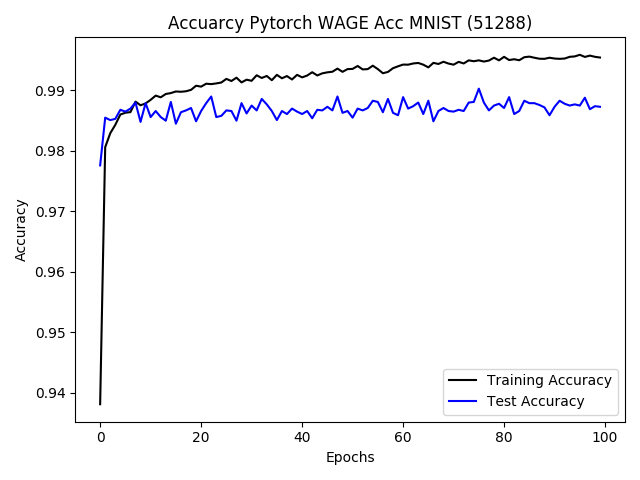 Accuarcy Pytorch WAGE Acc MNIST (51288)
Accuracy
0.99
0.98
0.97
0.96
0.95
0.94
0
20
40
60
80
100
Epochs
Training Accuracy
Test Accuracy